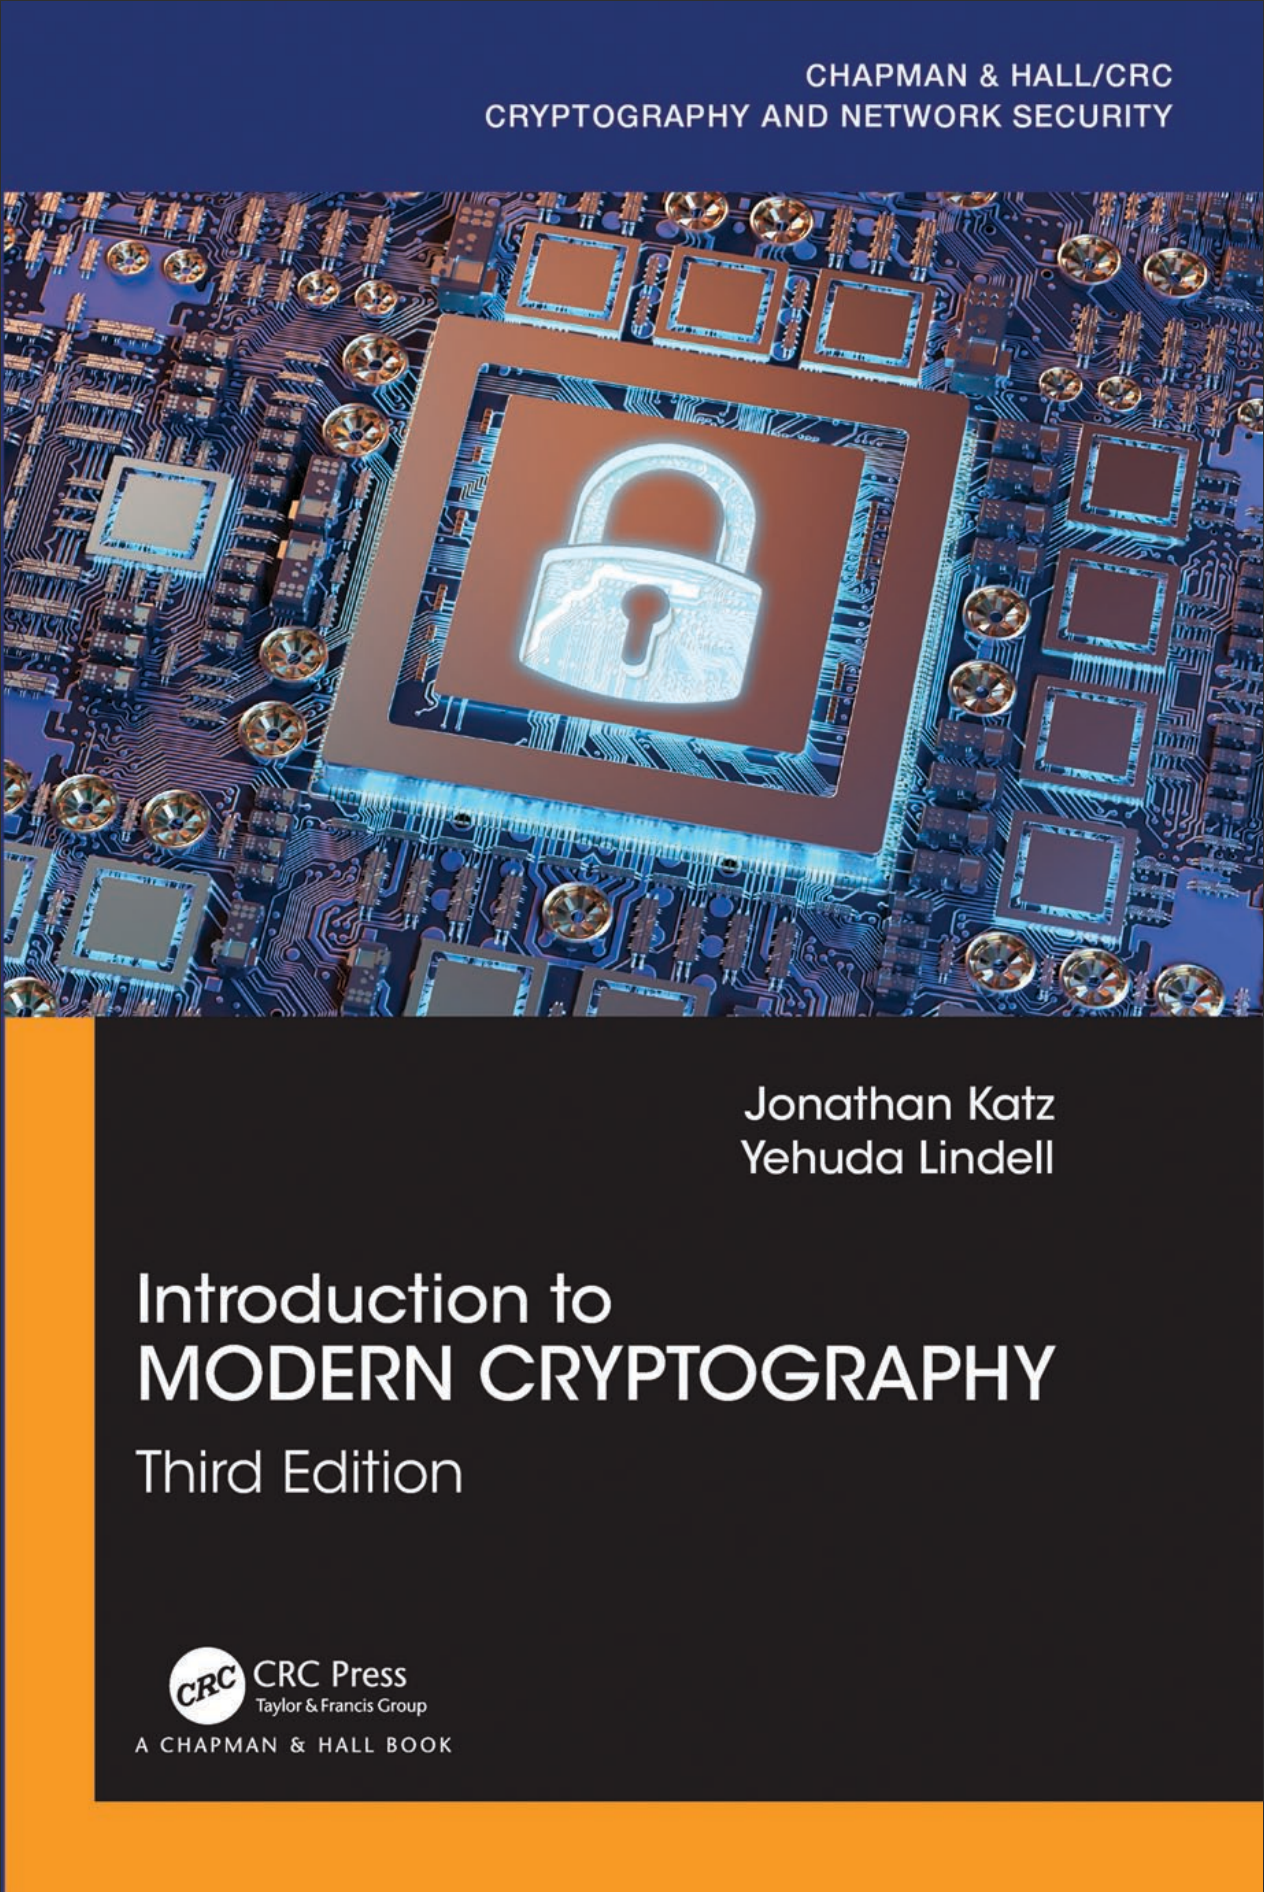 CHAPMAN & HALL/CRC
CRYPTOGRAPHY AND NETWORK SECURITY
Jonathan Katz
Yehuda Lindell
Introduction to
MODERN CRYPTOGRAPHY
Third Edition
CRC
CRC Press
Taylor & Francis Group
A CHAPMAN & HALL BOOK